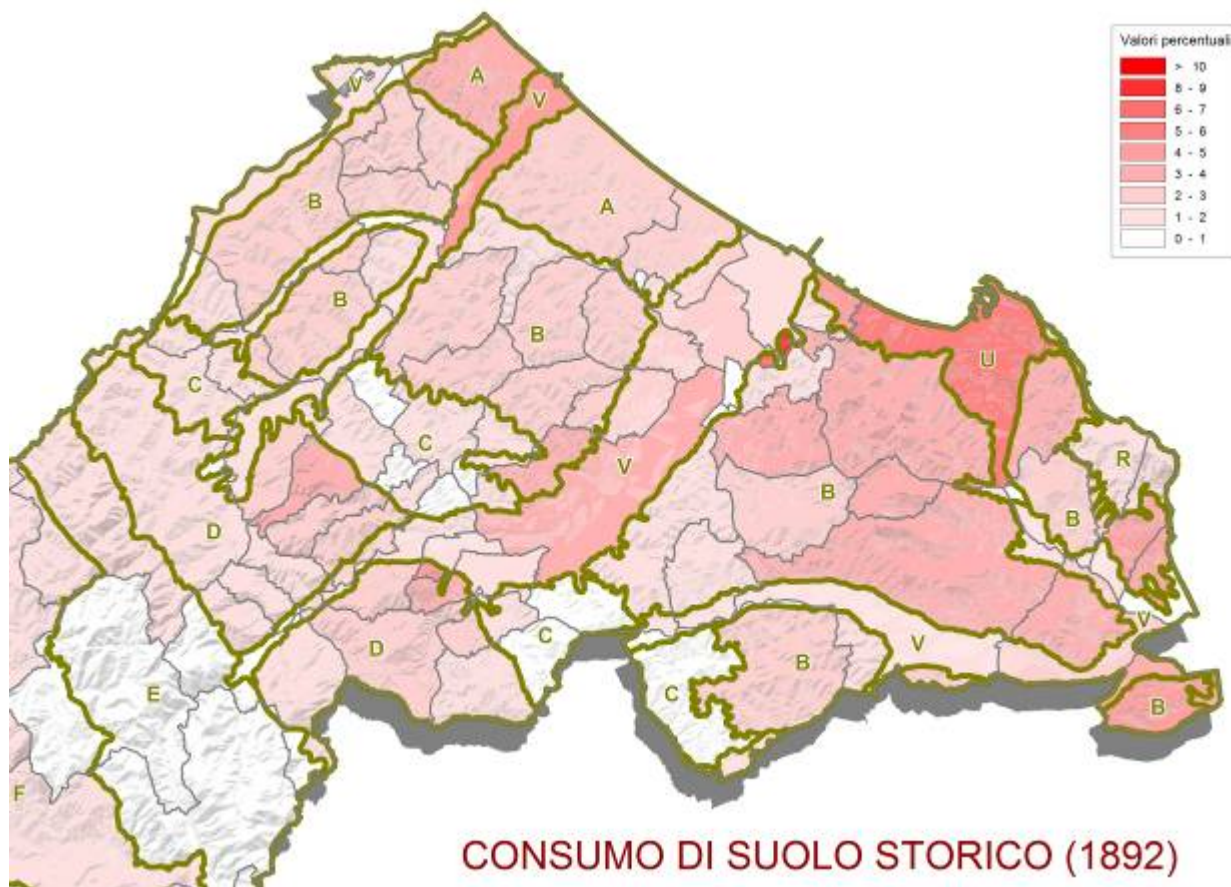 Valori percentuali
> 10
8 - 9
6 - 7
5 - 6
4 - 5
3 - 4
2 - 3
1 - 2
0 - 1
A
V
V
B
A
B
B
U
C
C
V
R
B
B
D
V
C
D
V
B
C
E
B
F
CONSUMO DI SUOLO STORICO (1892)